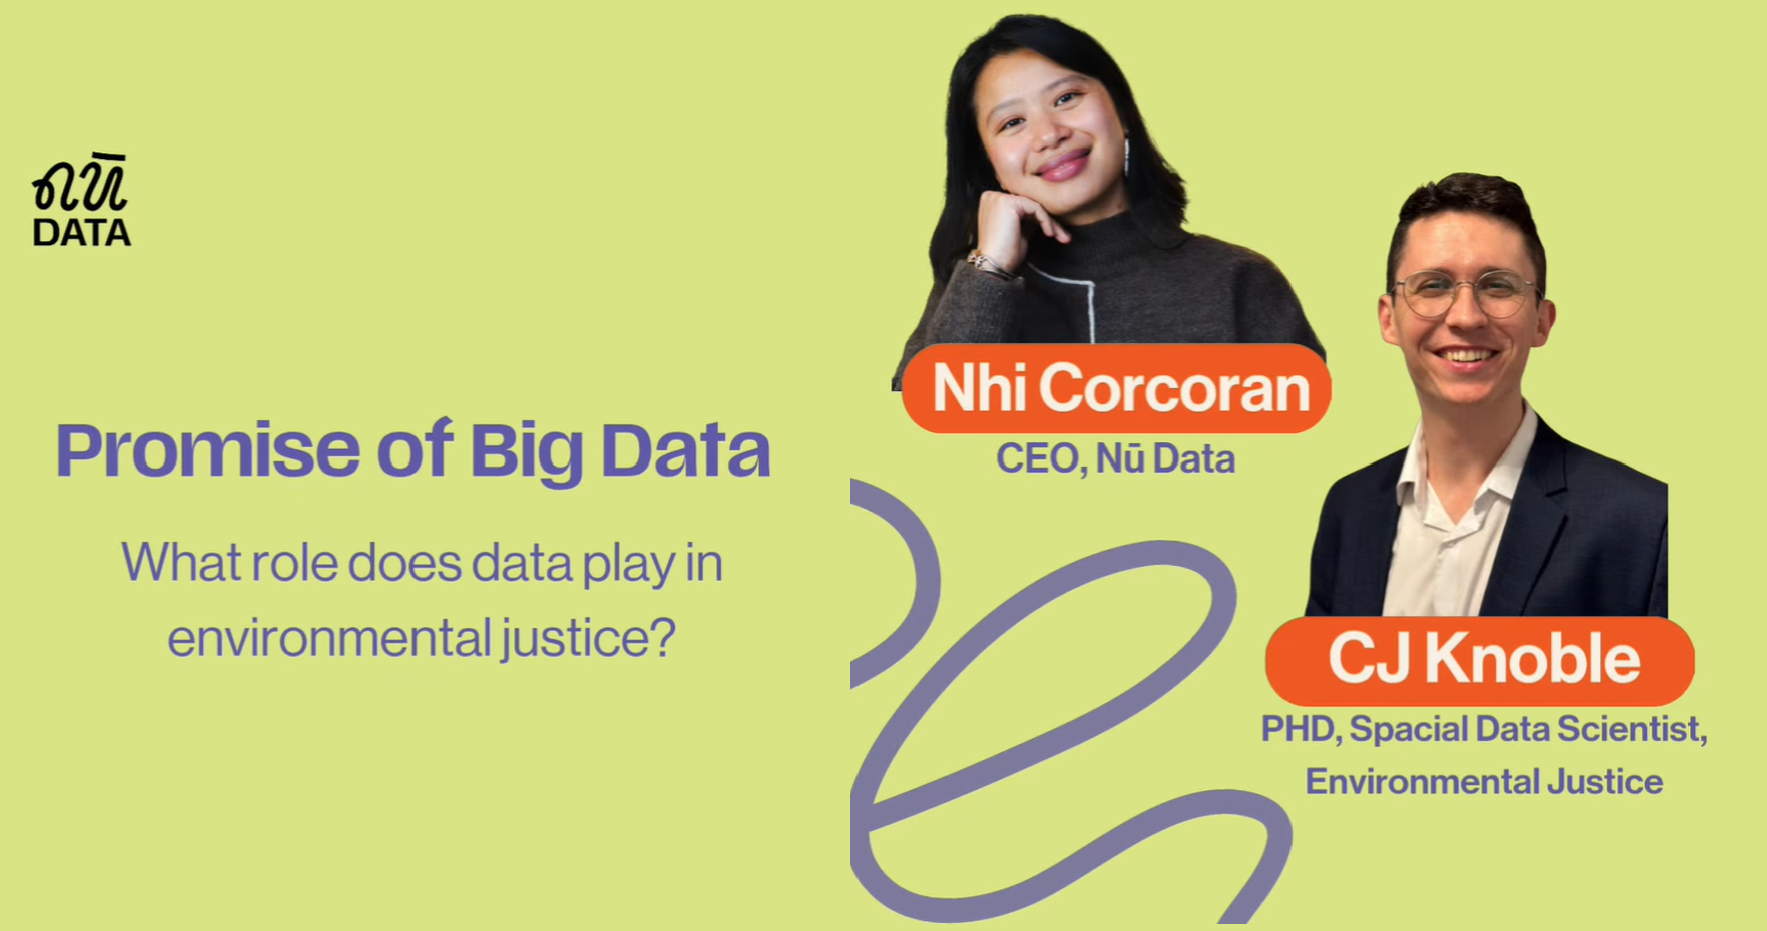 nū
DATA
Promise of Big Data
What role does data play in
environmental justice?
Nhi Corcoran
CEO, Nū Data
CJ Knoble
PHD, Spacial Data Scientist,
Environmental Justice